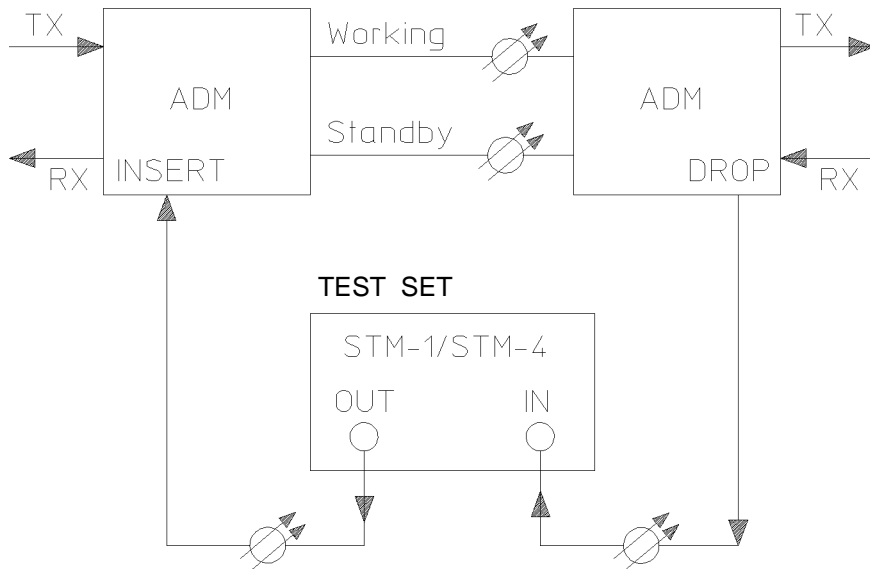 TX
Working
TX
ADM
ADM
Standby
RX
INSERT
DROP
RX
TEST SET
STM-1/STM-4
OUT
IN